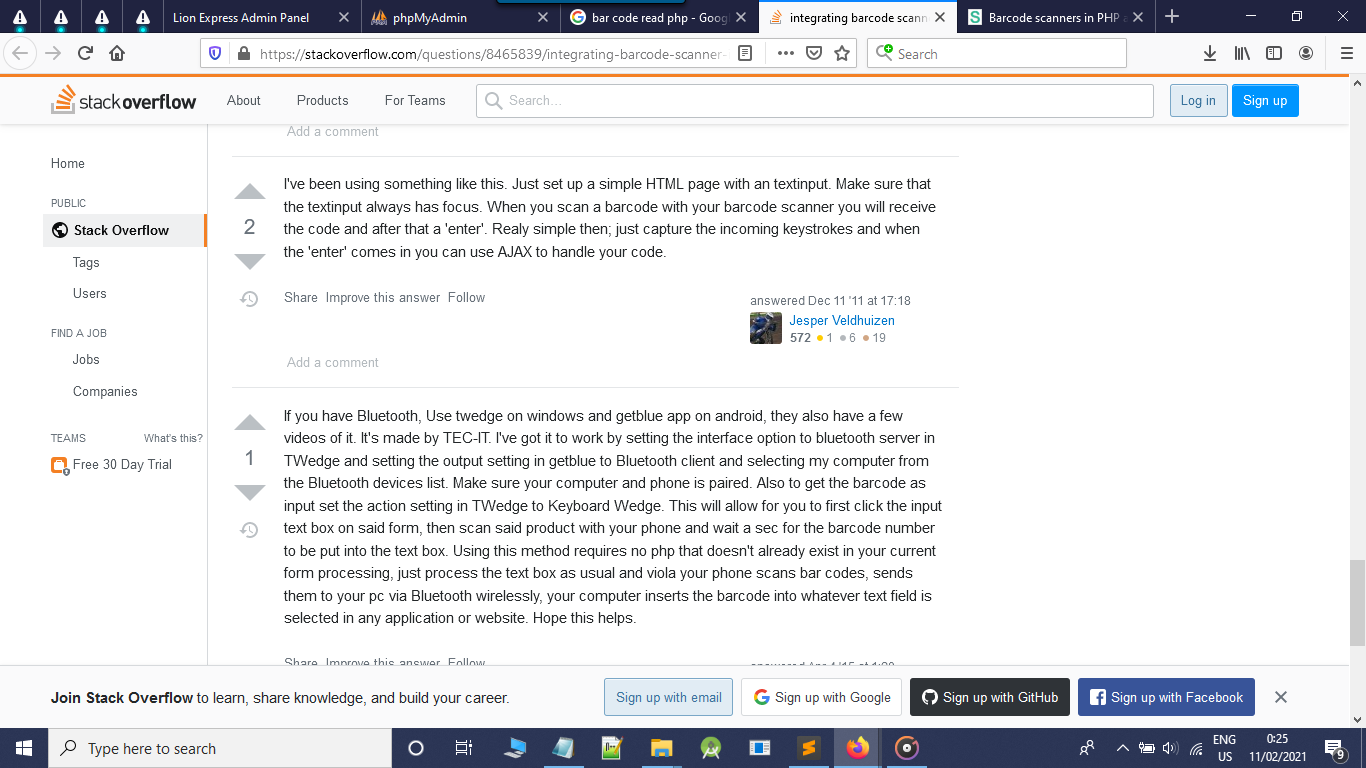 Lion Express Admin Panel
phpMyAdmin
bar code read php - Goog
integrating barcode scann
Barcode scanners in PHP a
https://stackoverflow.com/questions/8465839/integrating-barcode-scanner-
Search
stackoverflow
About
Products
For Teams
Search...
Log in
Sign up
Home
PUBLIC
Stack Overflow
Tags
Users
FIND A JOB
Jobs
Companies
TEAMS
What's this?
Free 30 Day Trial
Add a comment
2
I've been using something like this. Just set up a simple HTML page with an textinput. Make sure that
the textinput always has focus. When you scan a barcode with your barcode scanner you will receive
the code and after that a 'enter'. Realy simple then; just capture the incoming keystrokes and when
the 'enter' comes in you can use AJAX to handle your code.
Share Improve this answer Follow
answered Dec 11 '11 at 17:18
Jesper Veldhuizen
572 1 6 19
Add a comment
1
If you have Bluetooth, Use twedge on windows and getblue app on android, they also have a few
videos of it. It's made by TEC-IT. I've got it to work by setting the interface option to bluetooth server in
TWedge and setting the output setting in getblue to Bluetooth client and selecting my computer from
the Bluetooth devices list. Make sure your computer and phone is paired. Also to get the barcode as
input set the action setting in TWedge to Keyboard Wedge. This will allow for you to first click the input
text box on said form, then scan said product with your phone and wait a sec for the barcode number
to be put into the text box. Using this method requires no php that doesn't already exist in your current
form processing, just process the text box as usual and viola your phone scans bar codes, sends
them to your pc via Bluetooth wirelessly, your computer inserts the barcode into whatever text field is
selected in any application or website. Hope this helps.
Share Improve this answer Follow
answered Apr 4 '15 at
Join Stack Overflow to learn, share knowledge, and build your career.
Sign up with email
Sign up with Google
Sign up with GitHub
Sign up with Facebook
Type here to search
ENG
US
0:25
11/02/2021
9